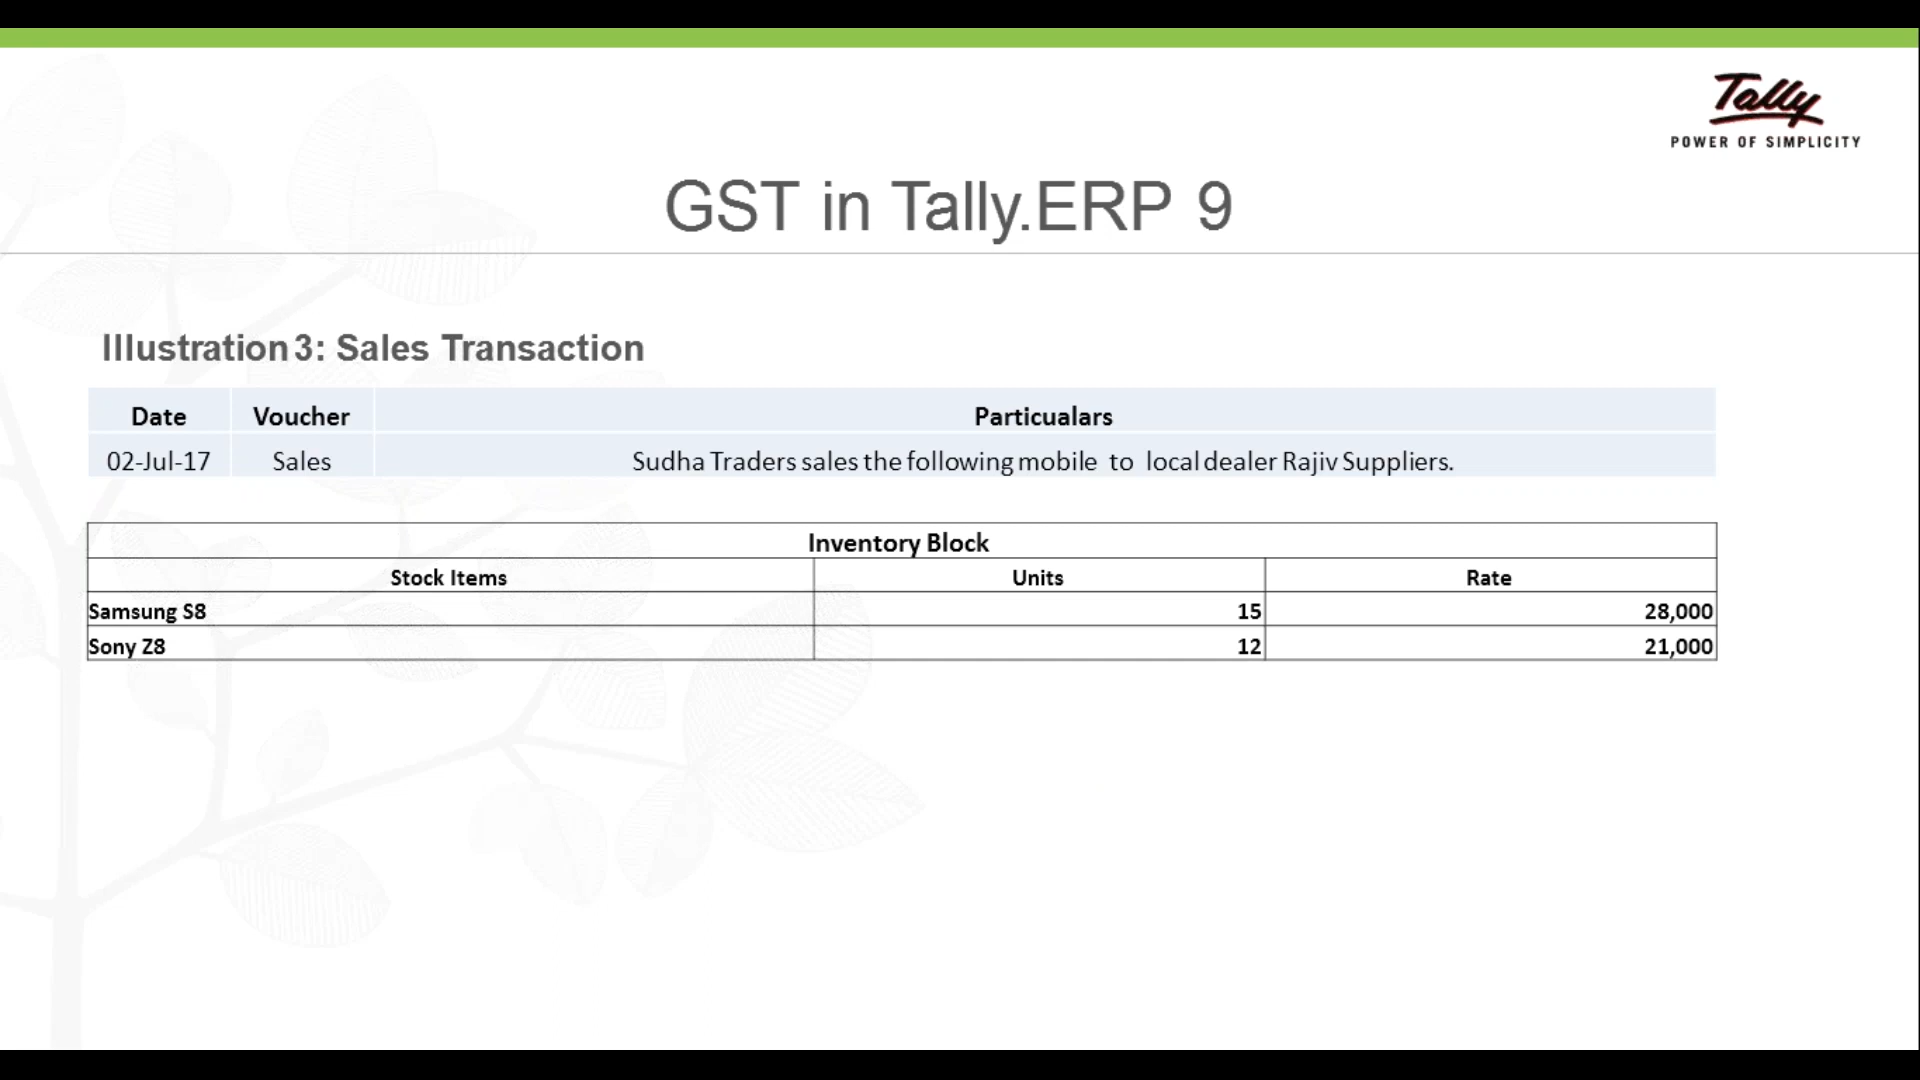 Tally
POWER OF SIMPLICITY
GST in Tally.ERP 9
Illustration 3: Sales Transaction
Date Voucher Particualars
02-Jul-17 Sales Sudha Traders sales the following mobile to local dealer Rajiv Suppliers.
Inventory Block
Stock Items Units Rate
Samsung S8 15 28,000
Sony Z8 12 21,000